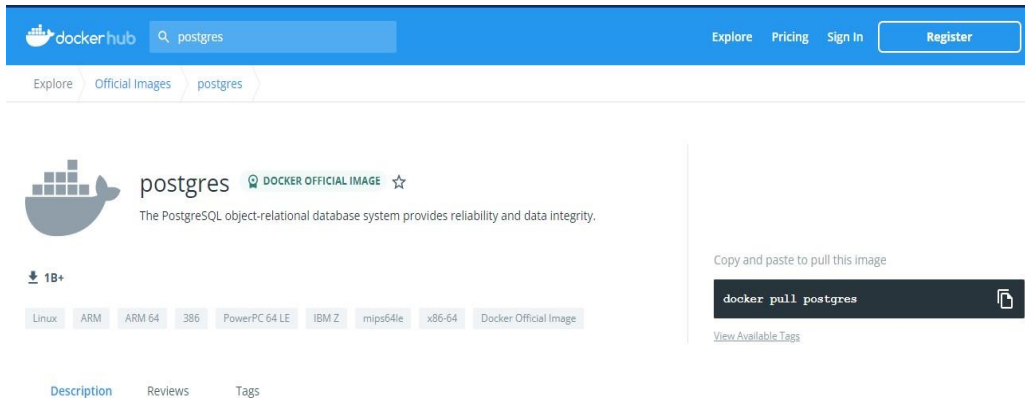 dockerhub postgres Explore Pricing Sign In Register
Explore Official Images postgres
postgres DOCKER OFFICIAL IMAGE
The PostgreSQL object-relational database system provides reliability and data integrity.
Copy and paste to pull this image
1B+
docker pull postgres
Linux ARM ARM 64 386 PowerPC 64 LE IBM Z mips64le x86-64 Docker Official Image
View Available Tags
Description Reviews Tags